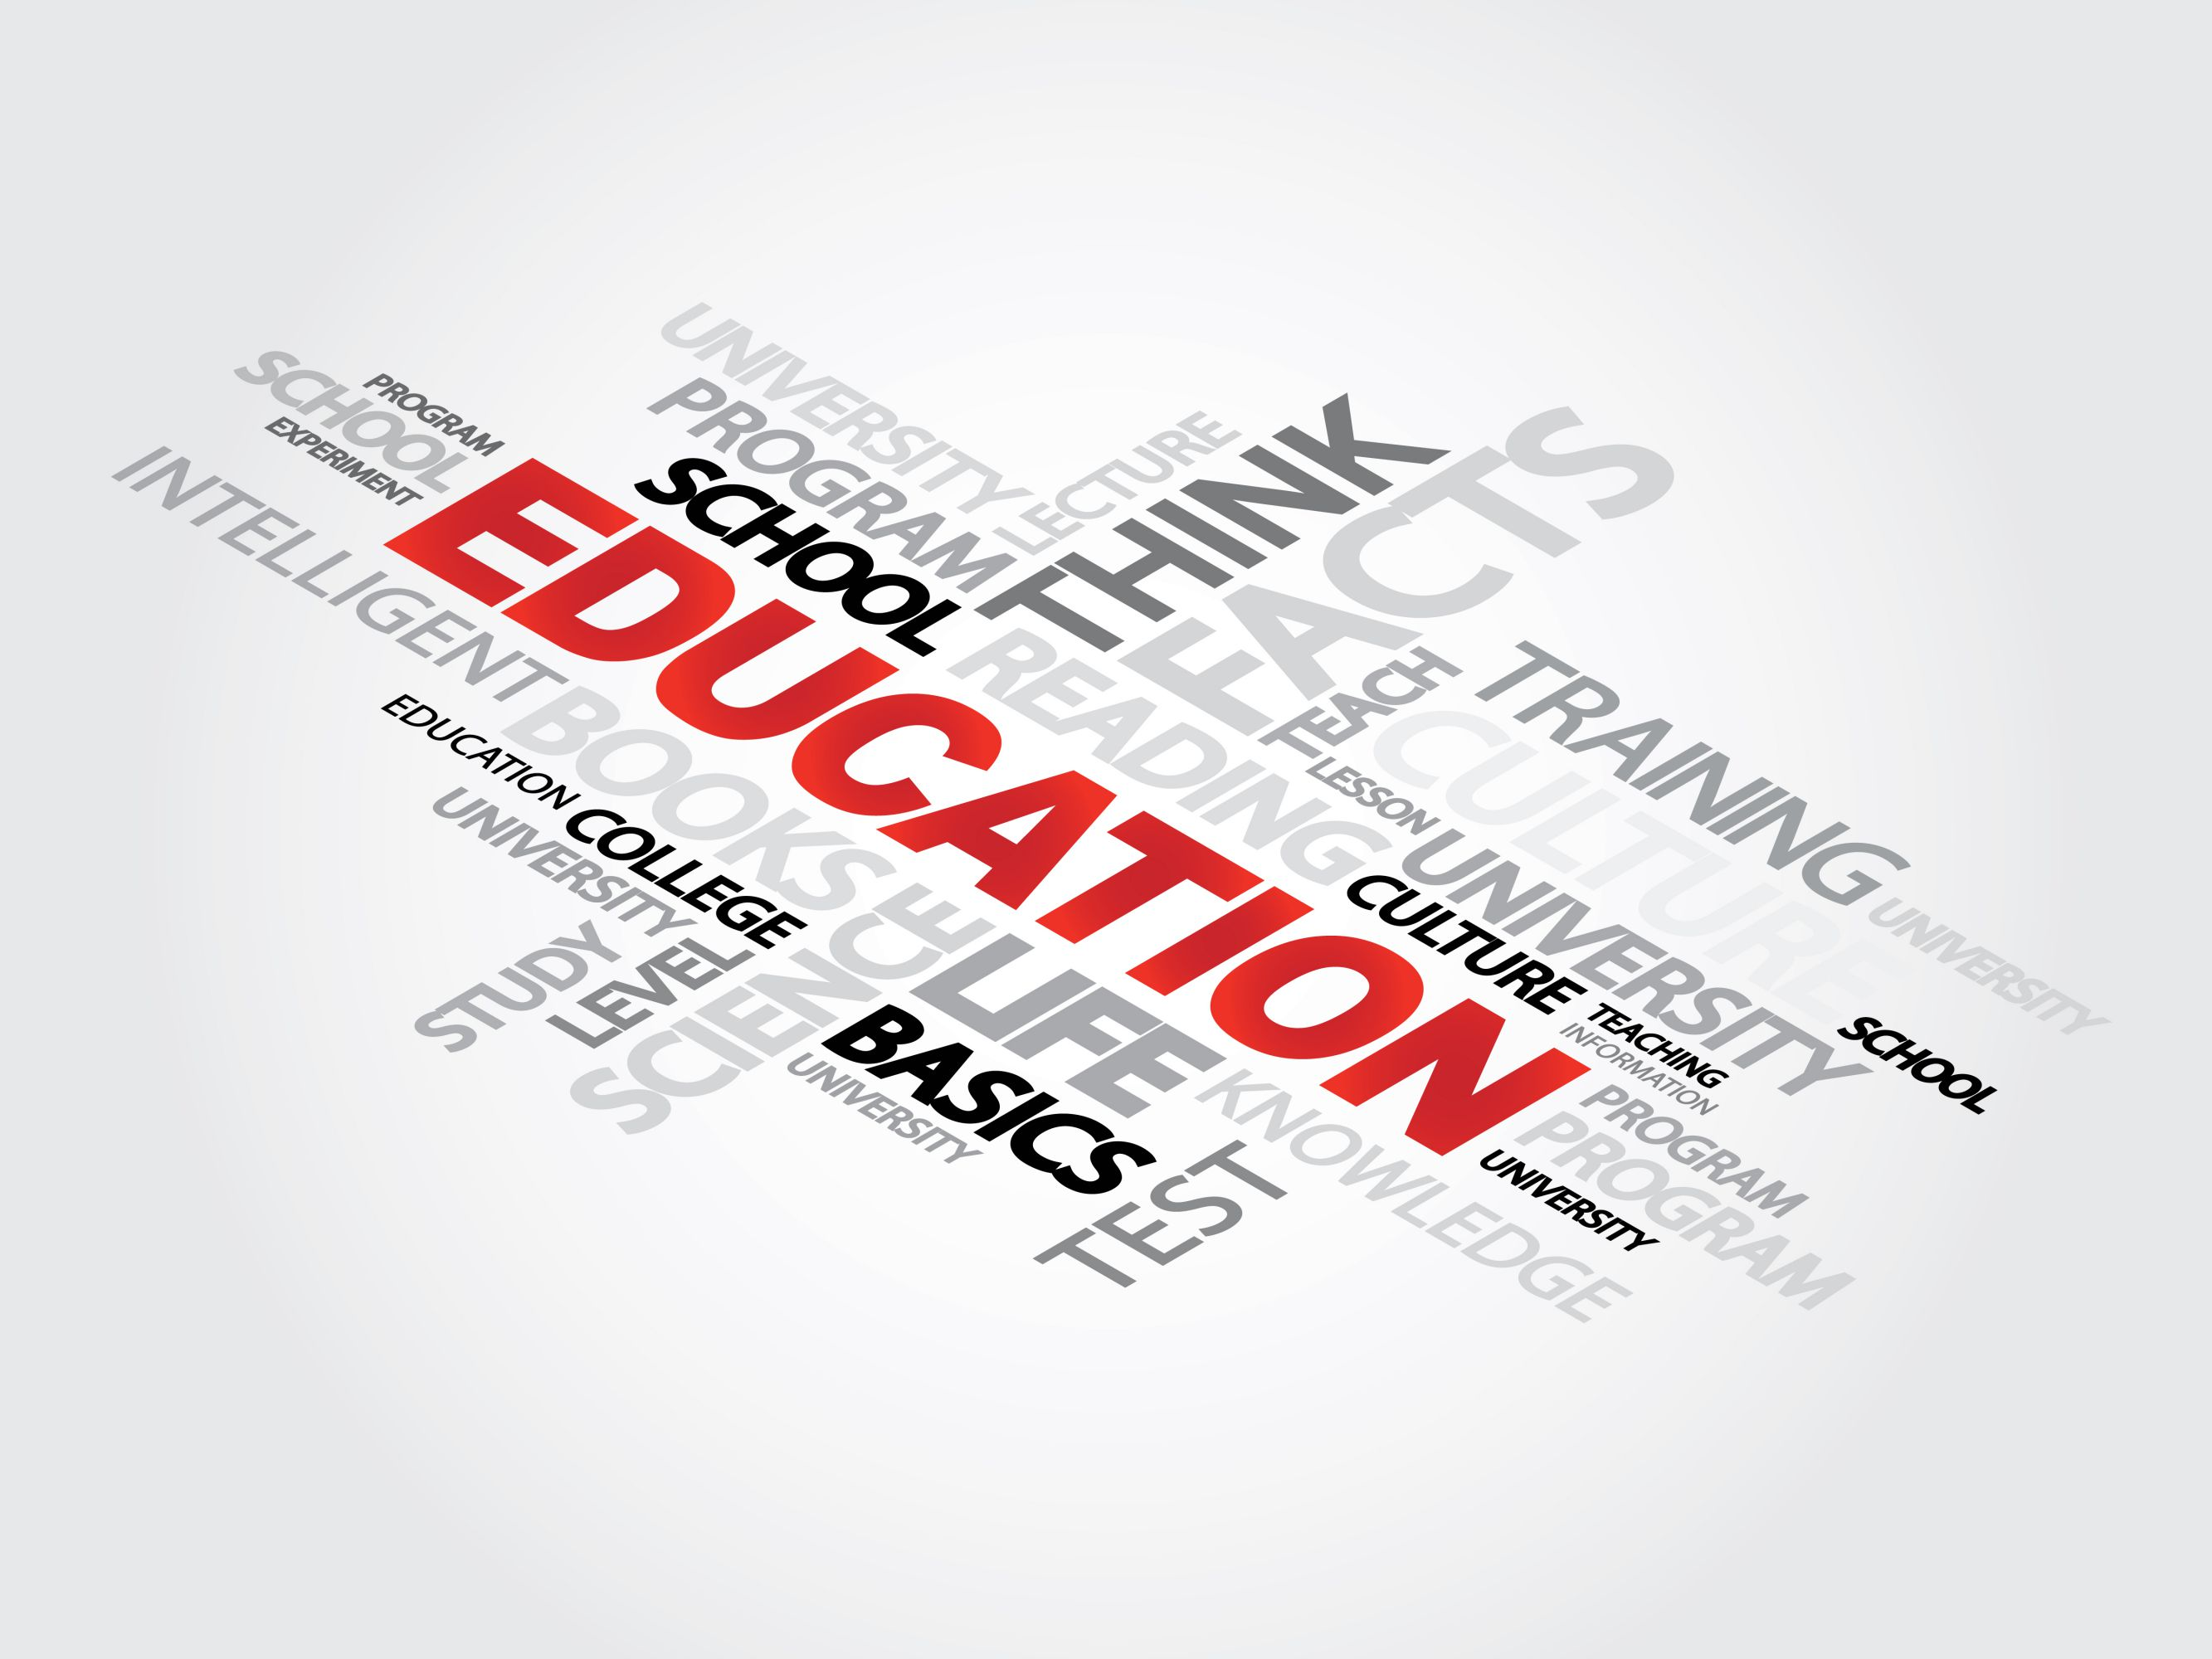 UNIVERSITY
PROGRAM
SCHOOL
PROGRAM
EXPERIMENT
SCHOOL
INTELLIGENT
EDUCATION
LECTURE
THINK
FACTS
READING
TEACH
LESSON
TRAINING
CULTURE
UNIVERSITY
CULTURE
UNIVERSITY
TEACHING
INFORMATION
SCHOOL
BOOKS
EDUCATION
COLLEGE
UNIVERSITY
STUDY
LEVEL
SCIENCE
LIFE
BASICS
UNIVERSITY
TEST
KNOWLEDGE
PROGRAM
PROGRAM
UNIVERSITY